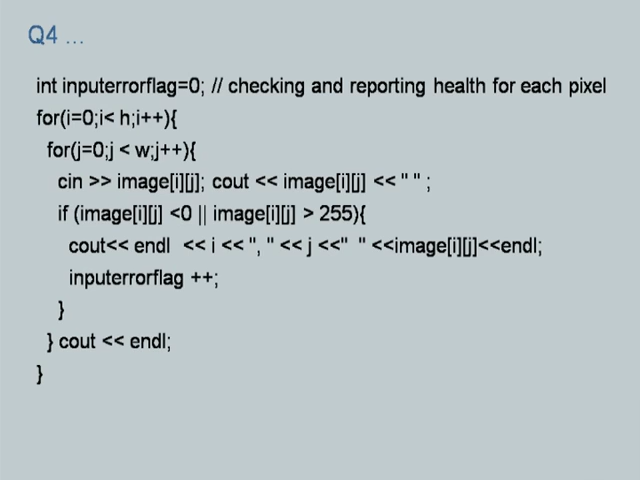 Q4 ...
int inputerrorflag=0; // checking and reporting health for each pixel
for(i=0;i< h;i++){
for(j=0;j < w;j++){
cin >> image[i][j]; cout << image[i][j] << " " ;
if (image[i][j] <0 || image[i][j] > 255){
cout<< endl  << i << ", " << j <<"  " <<image[i][j]<<endl;
inputerrorflag ++;
}
} cout << endl;
}